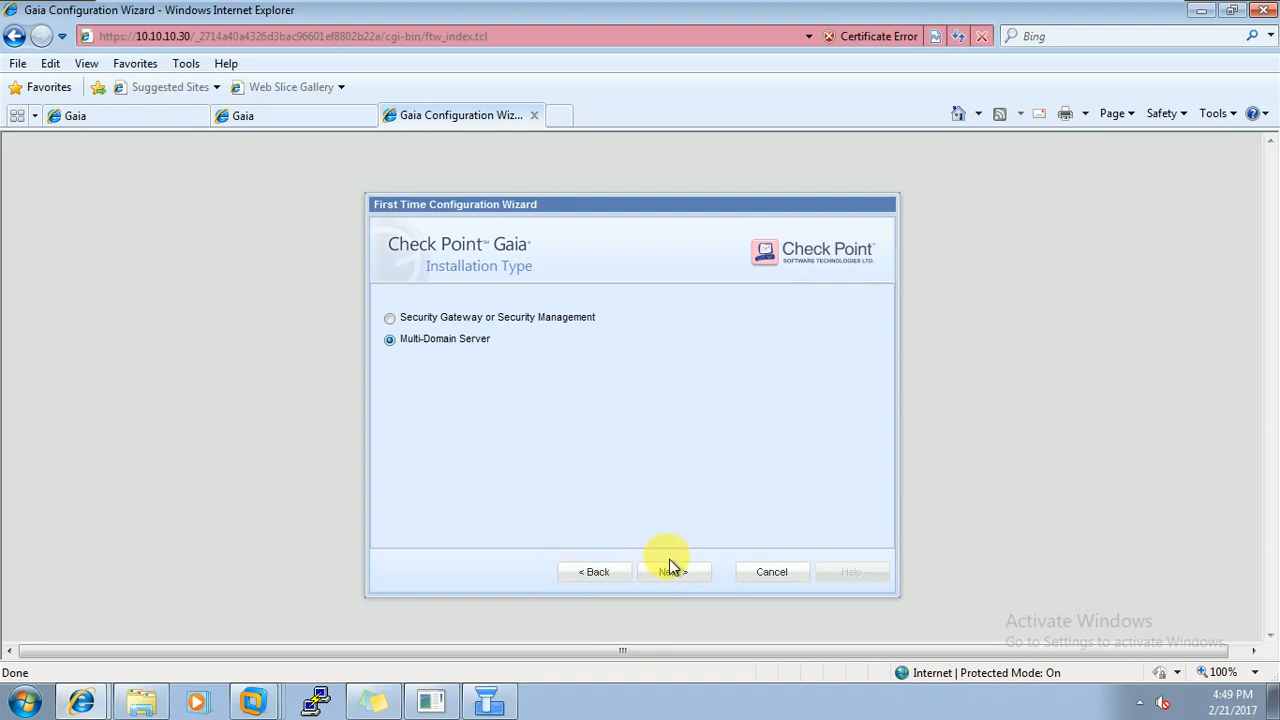 Gaia Configuration Wizard - Windows Internet Explorer
https://10.10.10.30/_2714a40a4326d3bac96601ef8802b22a/cgi-bin/ftw_index.tcl
Certificate Error
Bing
File Edit View Favorites Tools Help
Favorites Suggested Sites Web Slice Gallery
Gaia Gaia Gaia Configuration Wiz... Page Safety Tools
First Time Configuration Wizard
Check Point™ Gaia
Installation Type
Check Point
SOFTWARE TECHNOLOGIES LTD.
Security Gateway or Security Management
Multi-Domain Server
< Back >
Cancel Help
Activate Windows
Go to Settings to activate Windows.
Done Internet | Protected Mode: On 100%
4:49 PM
2/21/2017